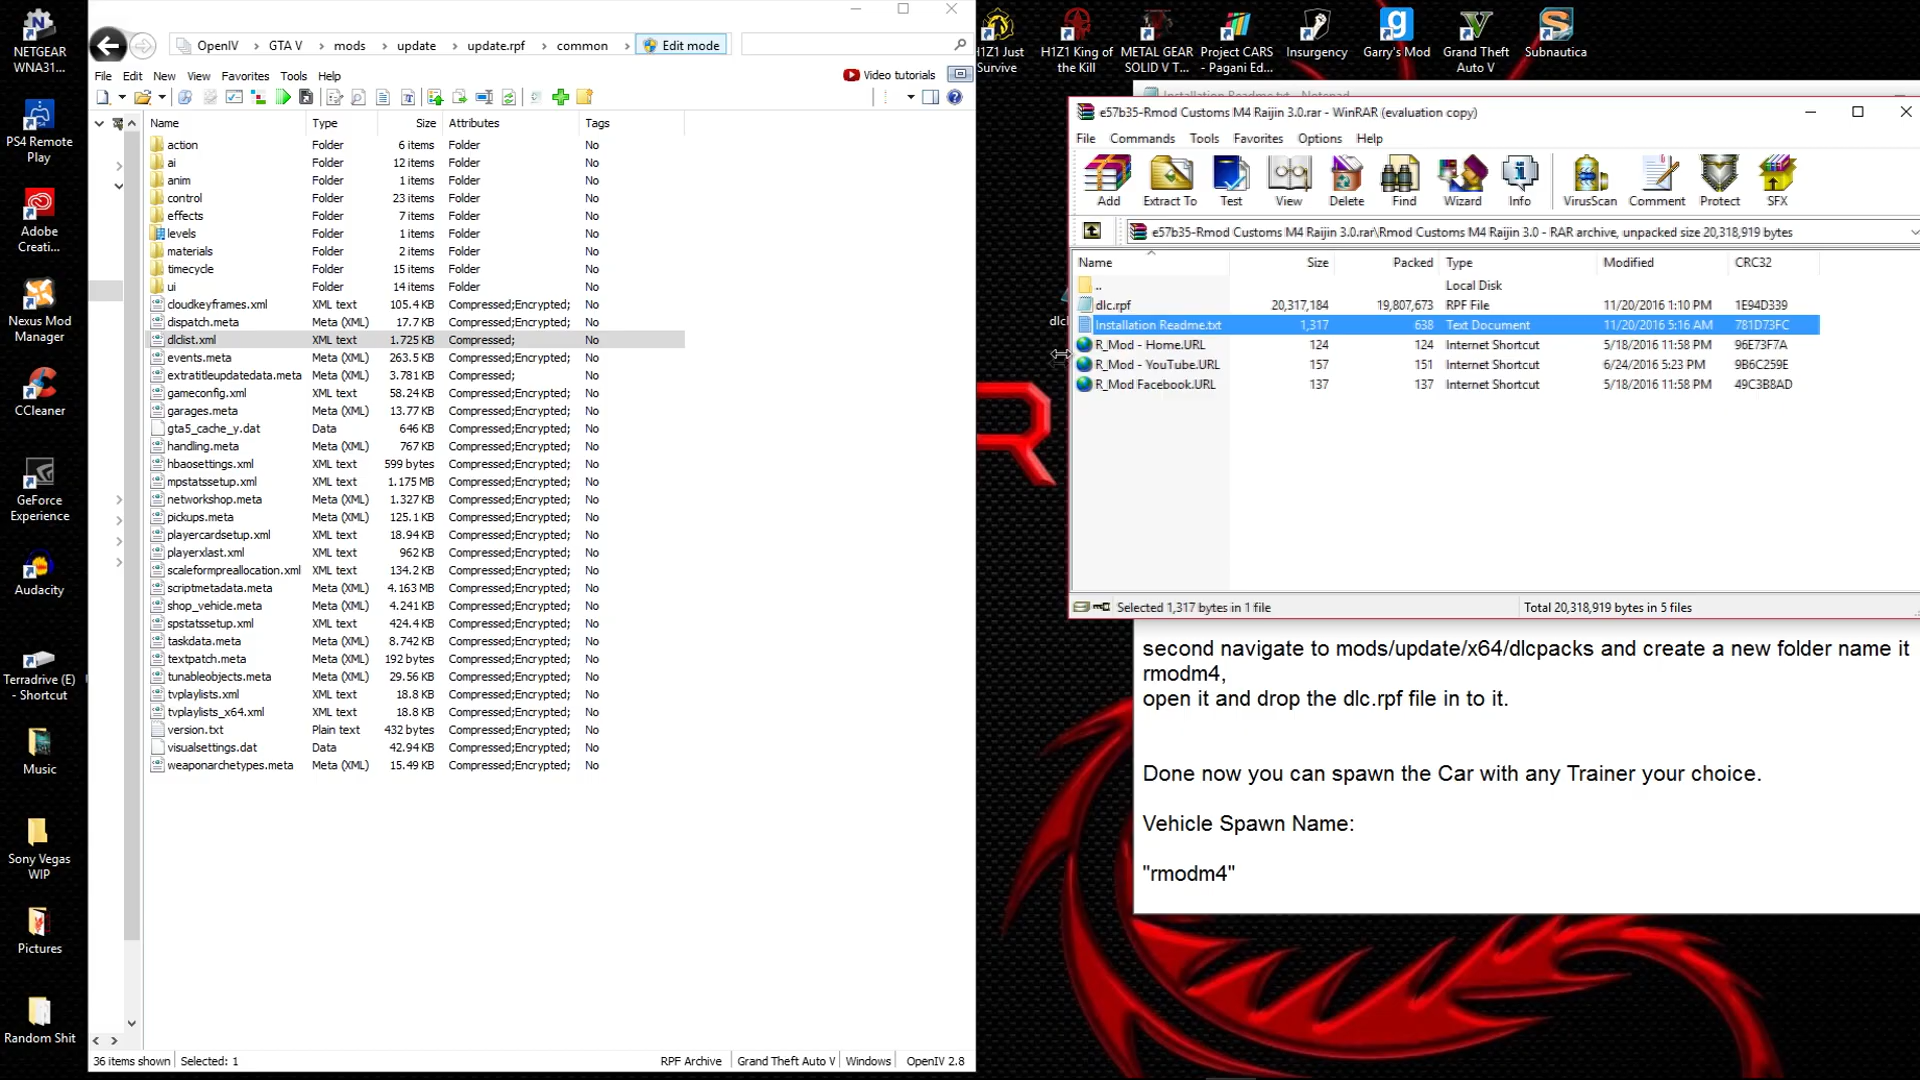 NETGEAR
WNA31...
PS4 Remote
Play
Adobe
Creati...
Nexus Mod
Manager
CCleaner
GeForce
Experience
Audacity
Terradrive (E)
- Shortcut
Music
Sony Vegas
WIP
Pictures
Random Shit
OpenIV GTA V mods update update.rpf common Edit mode
File Edit New View Favorites Tools Help Video tutorials
Name Type Size Attributes Tags
action Folder 6 items Folder No
ai Folder 12 items Folder No
anim Folder 1 items Folder No
control Folder 23 items Folder No
effects Folder 7 items Folder No
levels Folder 1 items Folder No
materials Folder 2 items Folder No
timecycle Folder 15 items Folder No
ui Folder 14 items Folder No
cloudkeyframes.xml XML text 105.4 KB Compressed;Encrypted; No
dispatch.meta Meta (XML) 17.7 KB Compressed;Encrypted; No
dlclist.xml XML text 1.725 KB Compressed; No
events.meta Meta (XML) 263.5 KB Compressed;Encrypted; No
extratitleupdatedata.meta Meta (XML) 3.781 KB Compressed; No
gameconfig.xml XML text 58.24 KB Compressed;Encrypted; No
garages.meta Meta (XML) 13.77 KB Compressed;Encrypted; No
gta5_cache_y.dat Data 646 KB Compressed;Encrypted; No
handling.meta Meta (XML) 767 KB Compressed;Encrypted; No
hbaosettings.xml XML text 599 bytes Compressed;Encrypted; No
mpstatssetup.xml XML text 1.175 MB Compressed;Encrypted; No
networkshop.meta Meta (XML) 1.327 KB Compressed;Encrypted; No
pickups.meta Meta (XML) 125.1 KB Compressed;Encrypted; No
playercardsetup.xml XML text 18.94 KB Compressed;Encrypted; No
playerxlast.xml XML text 962 KB Compressed;Encrypted; No
scaleformpreallocation.xml XML text 134.2 KB Compressed;Encrypted; No
scriptmetadata.meta Meta (XML) 4.163 MB Compressed;Encrypted; No
shop_vehicle.meta Meta (XML) 4.241 KB Compressed;Encrypted; No
spstatssetup.xml XML text 424.4 KB Compressed;Encrypted; No
taskdata.meta Meta (XML) 8.742 KB Compressed;Encrypted; No
textpatch.meta Meta (XML) 192 bytes Compressed;Encrypted; No
tunableobjects.meta Meta (XML) 29.56 KB Compressed;Encrypted; No
tvplaylists.xml XML text 18.8 KB Compressed;Encrypted; No
tvplaylists_x64.xml XML text 18.8 KB Compressed;Encrypted; No
version.txt Plain text 432 bytes Compressed;Encrypted; No
visualsettings.dat Data 42.94 KB Compressed;Encrypted; No
weaponarchetypes.meta Meta (XML) 15.49 KB Compressed;Encrypted; No
36 items shown Selected: 1 RPF Archive Grand Theft Auto V Windows OpenIV 2.8
H1Z1 Just
Survive
H1Z1 King of
the Kill
METAL GEAR
SOLID V T...
Project CARS
- Pagani Ed...
Insurgency
Garry's Mod
Grand Theft
Auto V
Subnautica
Installation Readme.txt - Notepad
e57b35-Rmod Customs M4 Raijin 3.0.rar - WinRAR (evaluation copy)
File Commands Tools Favorites Options Help
Add Extract To Test View Delete Find Wizard Info VirusScan Comment Protect SFX
e57b35-Rmod Customs M4 Raijin 3.0.rar\Rmod Customs M4 Raijin 3.0 - RAR archive, unpacked size 20,318,919 bytes
Name Size Packed Type Modified CRC32
.. Local Disk
dlc.rpf 20,317,184 19,807,673 RPF File 11/20/2016 1:10 PM 1E94D339
Installation Readme.txt 1,317 638 Text Document 11/20/2016 5:16 AM 781D73FC
R_Mod - Home.URL 124 124 Internet Shortcut 5/18/2016 11:58 PM 96E73F7A
R_Mod - YouTube.URL 157 151 Internet Shortcut 6/24/2016 5:23 PM 9B6C259E
R_Mod Facebook.URL 137 137 Internet Shortcut 5/18/2016 11:58 PM 49C3B8AD
Selected 1,317 bytes in 1 file Total 20,318,919 bytes in 5 files
dlcl
second navigate to mods/update/x64/dlcpacks and create a new folder name it
rmodm4,
open it and drop the dlc.rpf file in to it.
Done now you can spawn the Car with any Trainer your choice.
Vehicle Spawn Name:
"rmodm4"